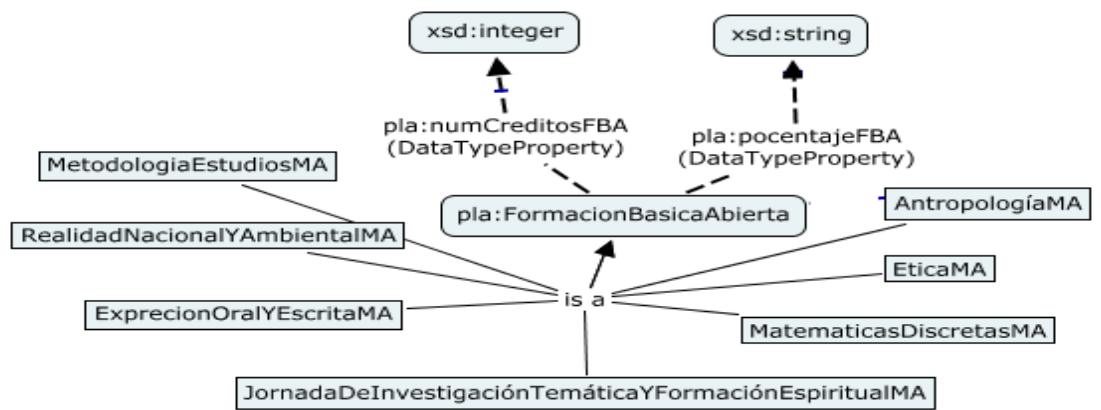 xsd:integer
xsd:string
pla:numCreditosFBA
(DataTypeProperty)
pla:pocentajeFBA
(DataTypeProperty)
MetodologiaEstudiosMA
pla:FormacionBasicaAbierta
AntropologíaMA
RealidadNacionalYAmbientalMA
EticaMA
is a
ExprecionOralYEscritaMA
MatematicasDiscretasMA
JornadaDeInvestigaciónTemáticaYFormaciónEspiritualMA